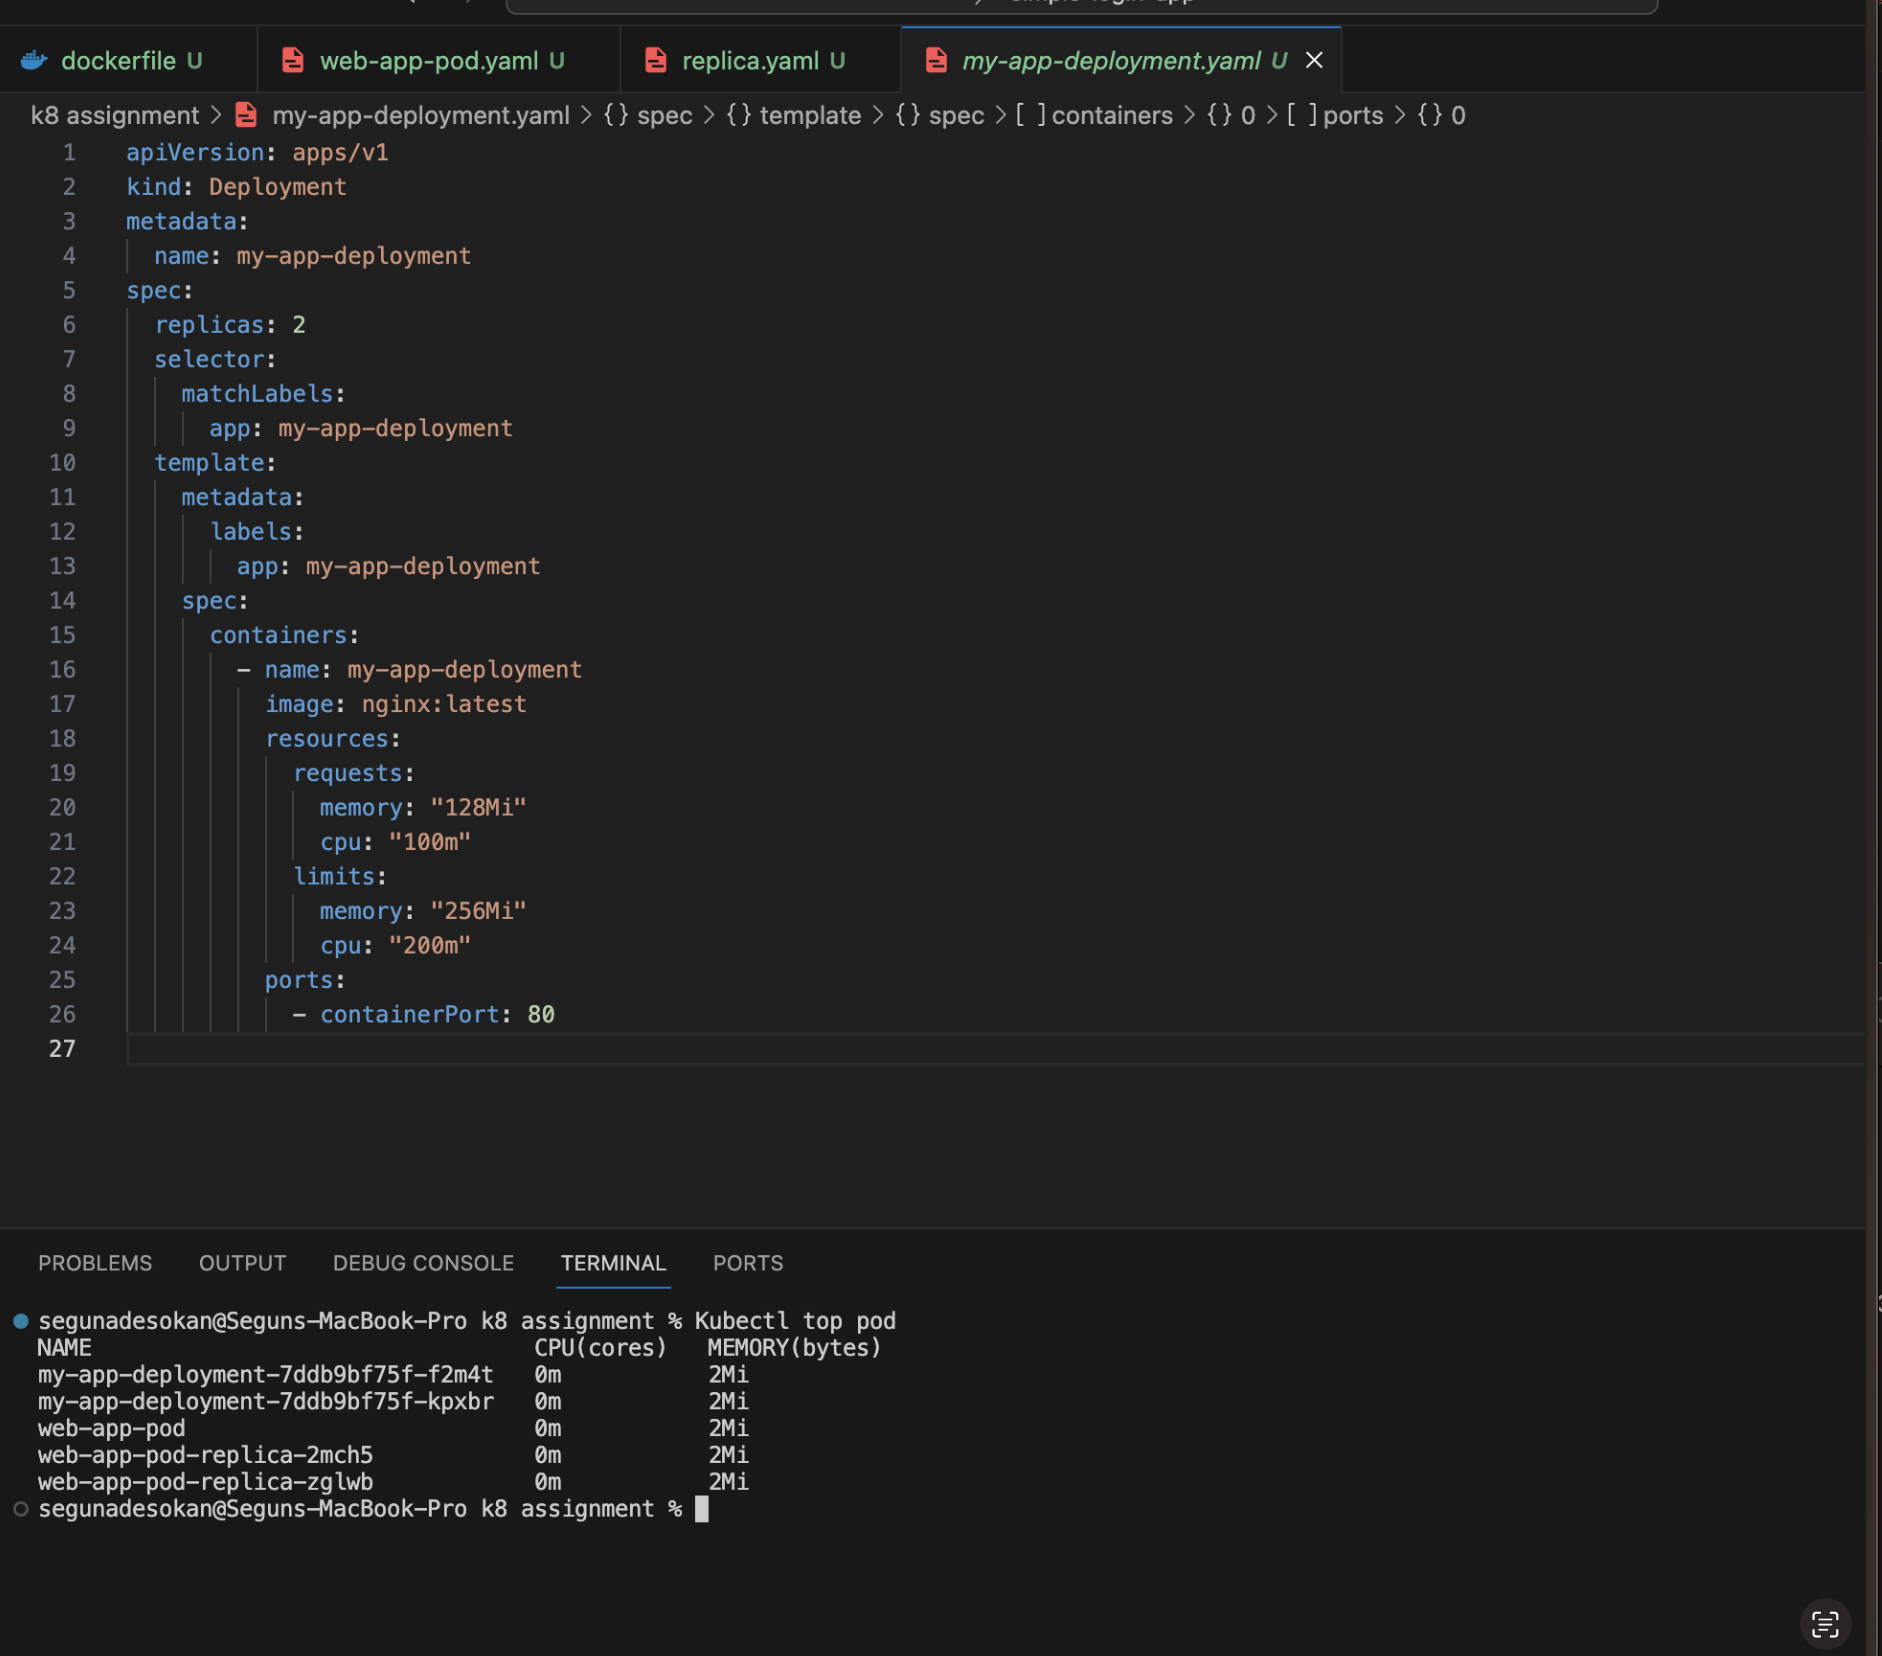 dockerfile U web-app-pod.yaml U replica.yaml U my-app-deployment.yaml U
k8 assignment > my-app-deployment.yaml > {} spec > {} template > {} spec > [ ] containers > {} 0 > [ ] ports > {} 0
1 apiVersion: apps/v1
2 kind: Deployment
3 metadata:
4 name: my-app-deployment
5 spec:
6 replicas: 2
7 selector:
8 matchLabels:
9 app: my-app-deployment
10 template:
11 metadata:
12 labels:
13 app: my-app-deployment
14 spec:
15 containers:
16 - name: my-app-deployment
17 image: nginx:latest
18 resources:
19 requests:
20 memory: "128Mi"
21 cpu: "100m"
22 limits:
23 memory: "256Mi"
24 cpu: "200m"
25 ports:
26 - containerPort: 80
27
PROBLEMS OUTPUT DEBUG CONSOLE TERMINAL PORTS
segunadesokan@Seguns-MacBook-Pro k8 assignment % Kubectl top pod
NAME CPU(cores) MEMORY(bytes)
my-app-deployment-7ddb9bf75f-f2m4t 0m 2Mi
my-app-deployment-7ddb9bf75f-kpxbr 0m 2Mi
web-app-pod 0m 2Mi
web-app-pod-replica-2mch5 0m 2Mi
web-app-pod-replica-zglwb 0m 2Mi
segunadesokan@Seguns-MacBook-Pro k8 assignment %